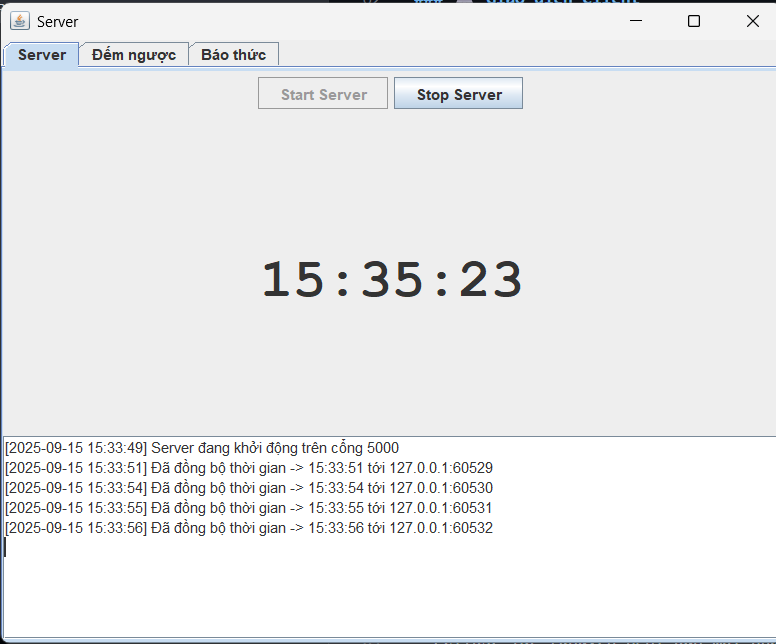 Server
Server Đếm ngược Báo thức
Start Server Stop Server
15:35:23
[2025-09-15 15:33:49] Server đang khởi động trên cổng 5000
[2025-09-15 15:33:51] Đã đồng bộ thời gian -> 15:33:51 tới 127.0.0.1:60529
[2025-09-15 15:33:54] Đã đồng bộ thời gian -> 15:33:54 tới 127.0.0.1:60530
[2025-09-15 15:33:55] Đã đồng bộ thời gian -> 15:33:55 tới 127.0.0.1:60531
[2025-09-15 15:33:56] Đã đồng bộ thời gian -> 15:33:56 tới 127.0.0.1:60532